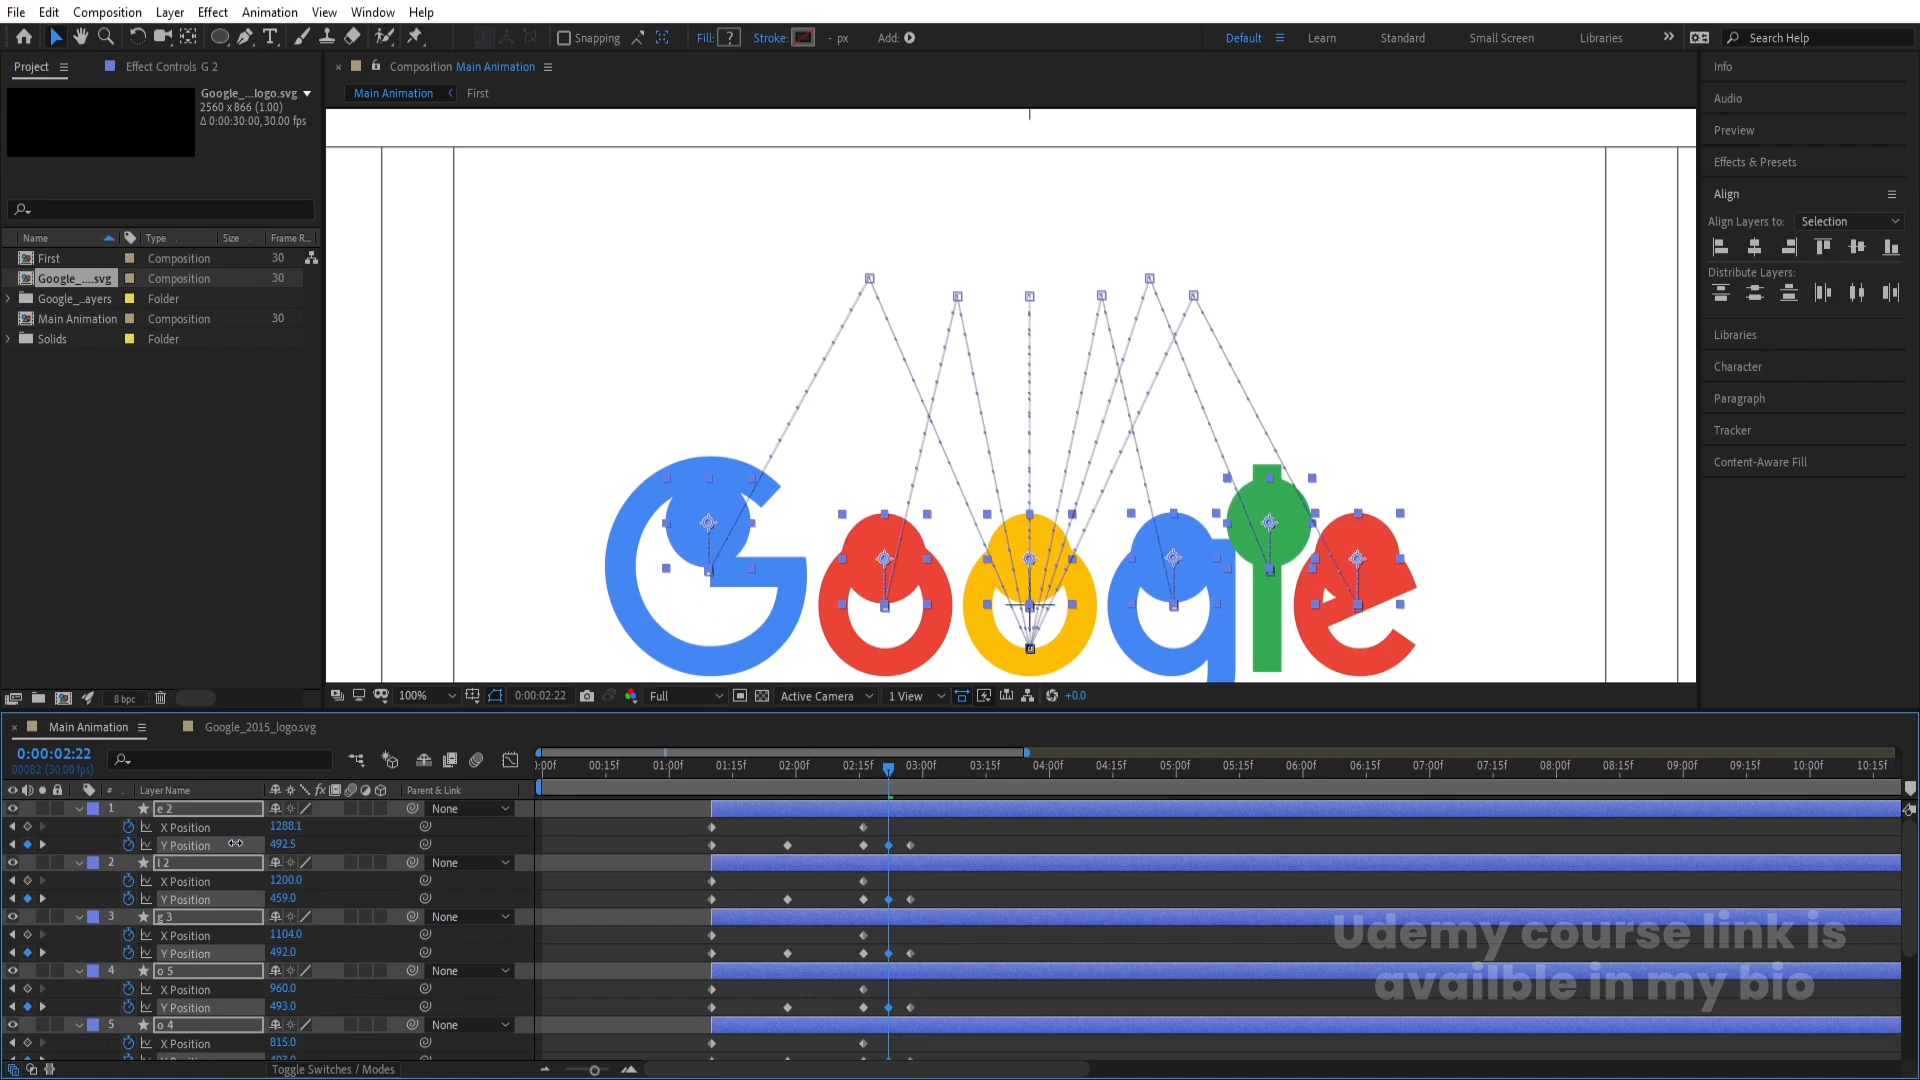 File Edit Composition Layer Effect Animation View Window Help
Snapping Fill: ? Stroke: - px Add: Default Learn Standard Small Screen Libraries Search Help
Project Effect Controls G 2
Composition Main Animation
Main Animation First
Google_...logo.svg
2560 x 866 (1.00)
Δ 0:00:30:00, 30.00 fps
Name Type Size Frame R...
First Composition 30
Google_....svg Composition 30
Google_..ayers Folder
Main Animation Composition 30
Solids Folder
8 bpc
Google
100% 0:00:02:22 Full Active Camera 1 View +0.0
Info
Audio
Preview
Effects & Presets
Align
Align Layers to: Selection
Distribute Layers:
Libraries
Character
Paragraph
Tracker
Content-Aware Fill
Main Animation Google_2015_logo.svg
0:00:02:22
00082 (30.00 fps)
:00f 00:15f 01:00f 01:15f 02:00f 02:15f 03:00f 03:15f 04:00f 04:15f 05:00f 05:15f 06:00f 06:15f 07:00f 07:15f 08:00f 08:15f 09:00f 09:15f 10:00f 10:15f
# Layer Name fx Parent & Link
1 e 2 None
X Position 1288.1
Y Position 492.5
2 l 2 None
X Position 1200.0
Y Position 459.0
3 g 3 None
X Position 1104.0
Y Position 492.0
4 o 5 None
X Position 960.0
Y Position 493.0
5 o 4 None
X Position 815.0
Toggle Switches / Modes
Udemy course link is
availble in my bio